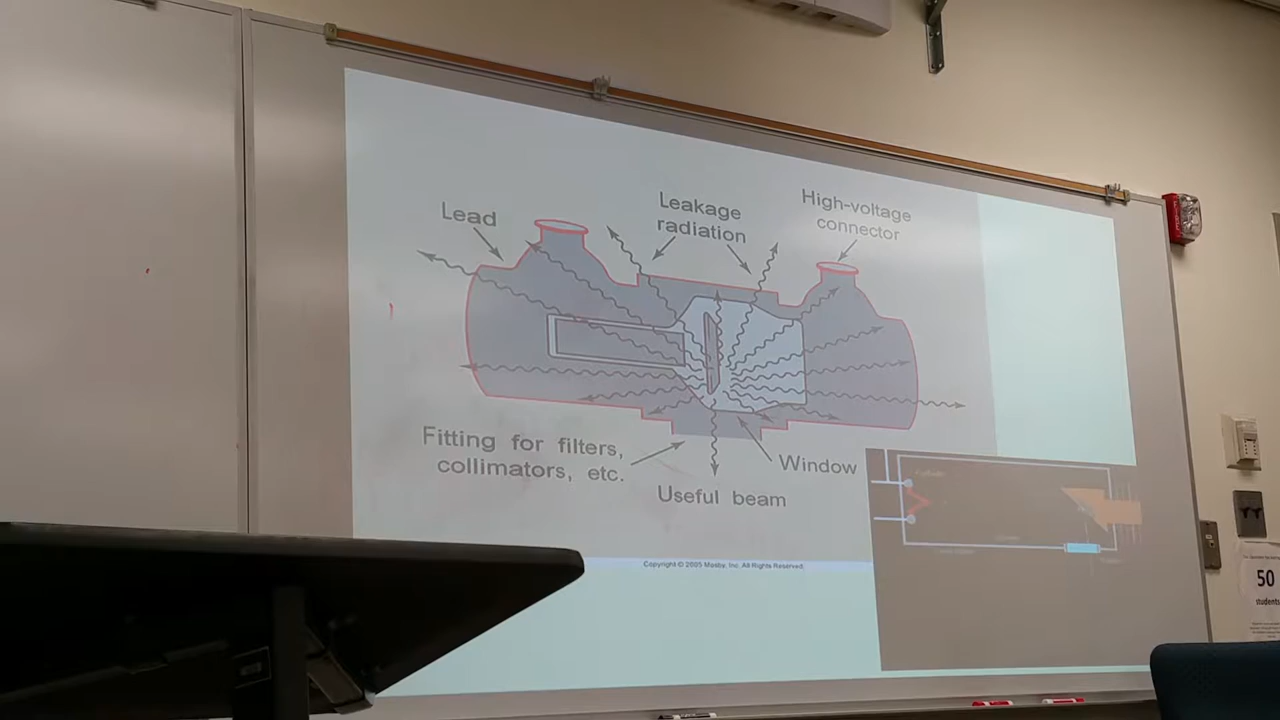 Lead
Leakage
radiation
High-voltage
connector
Fitting for filters,
collimators, etc.
Window
Useful beam
Copyright © 2005 Mosby, Inc. All Rights Reserved.
50
students